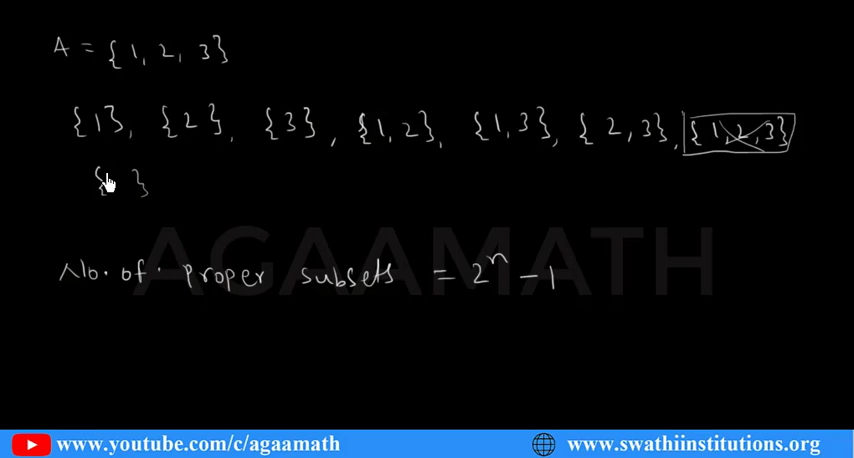 A = {1, 2, 3}
{1}, {2}, {3}, {1,2}, {1,3}, {2,3}, {1,2,3}
{ }
AGAAMATH
No. of. proper subsets = 2ⁿ - 1
www.youtube.com/c/agaamath
www.swathiinstitutions.org